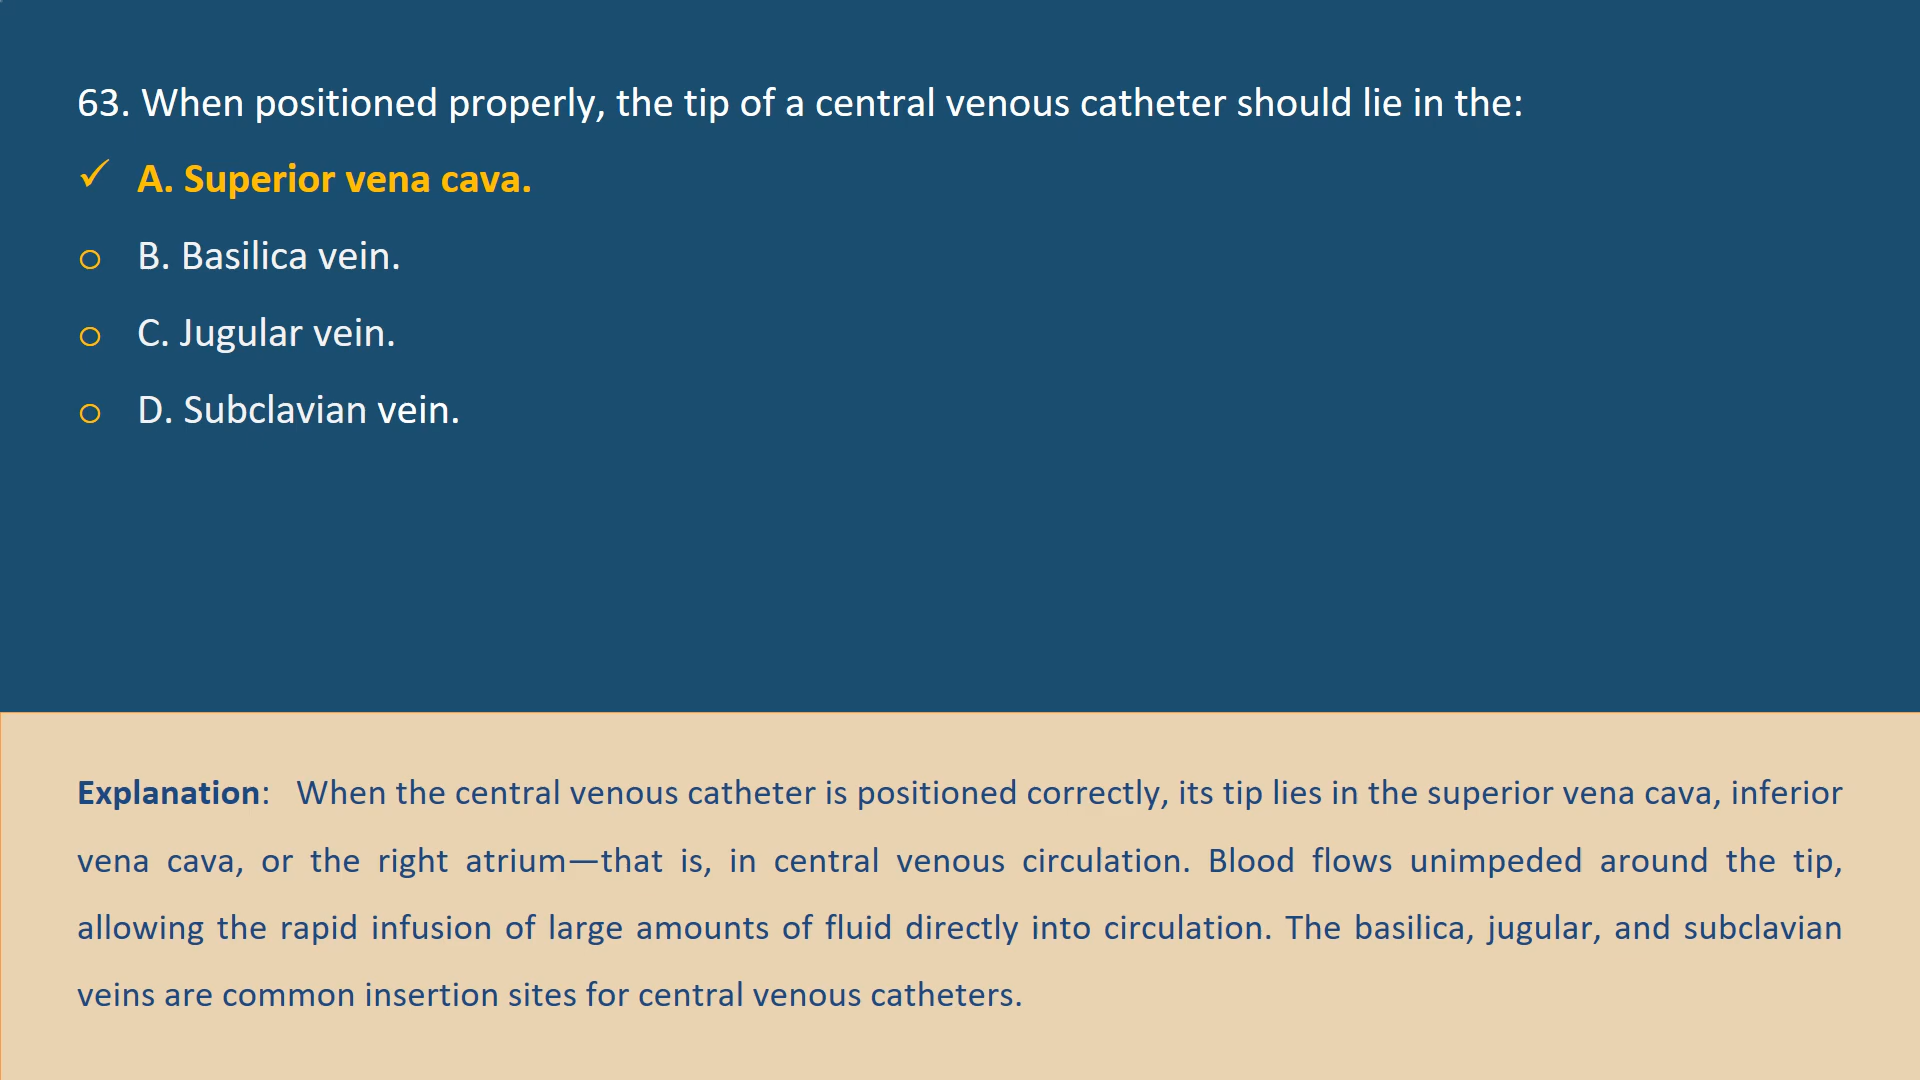 63. When positioned properly, the tip of a central venous catheter should lie in the:
✓ A. Superior vena cava.
o B. Basilica vein.
o C. Jugular vein.
o D. Subclavian vein.
Explanation: When the central venous catheter is positioned correctly, its tip lies in the superior vena cava, inferior
vena cava, or the right atrium—that is, in central venous circulation. Blood flows unimpeded around the tip,
allowing the rapid infusion of large amounts of fluid directly into circulation. The basilica, jugular, and subclavian
veins are common insertion sites for central venous catheters.